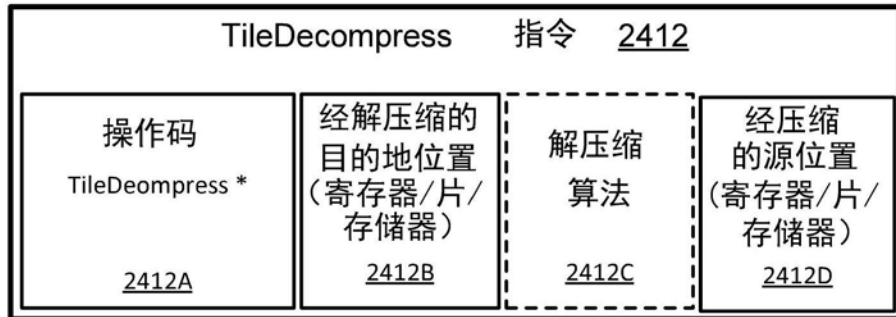 TileDecompress 指令 2412
操作码
TileDeompress *
2412A
经解压缩的
目的地位置
(寄存器/片/
存储器)
2412B
解压缩
算法
2412C
经压缩
的源位置
(寄存器/片/
存储器)
2412D